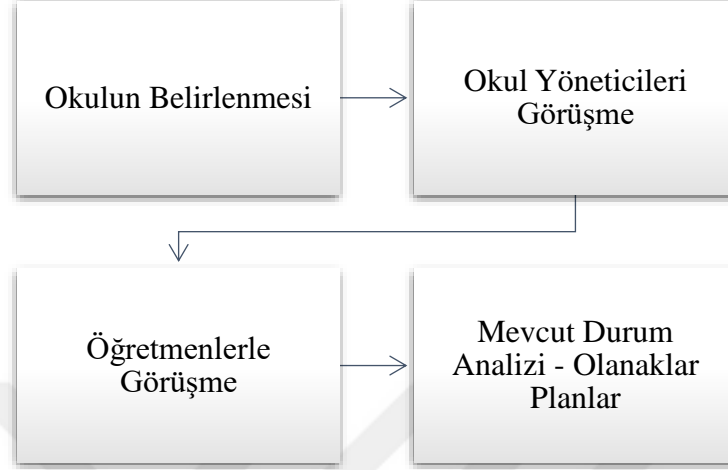 Okulun Belirlenmesi
Okul Yöneticileri
Görüşme
Öğretmenlerle
Görüşme
Mevcut Durum
Analizi - Olanaklar
Planlar